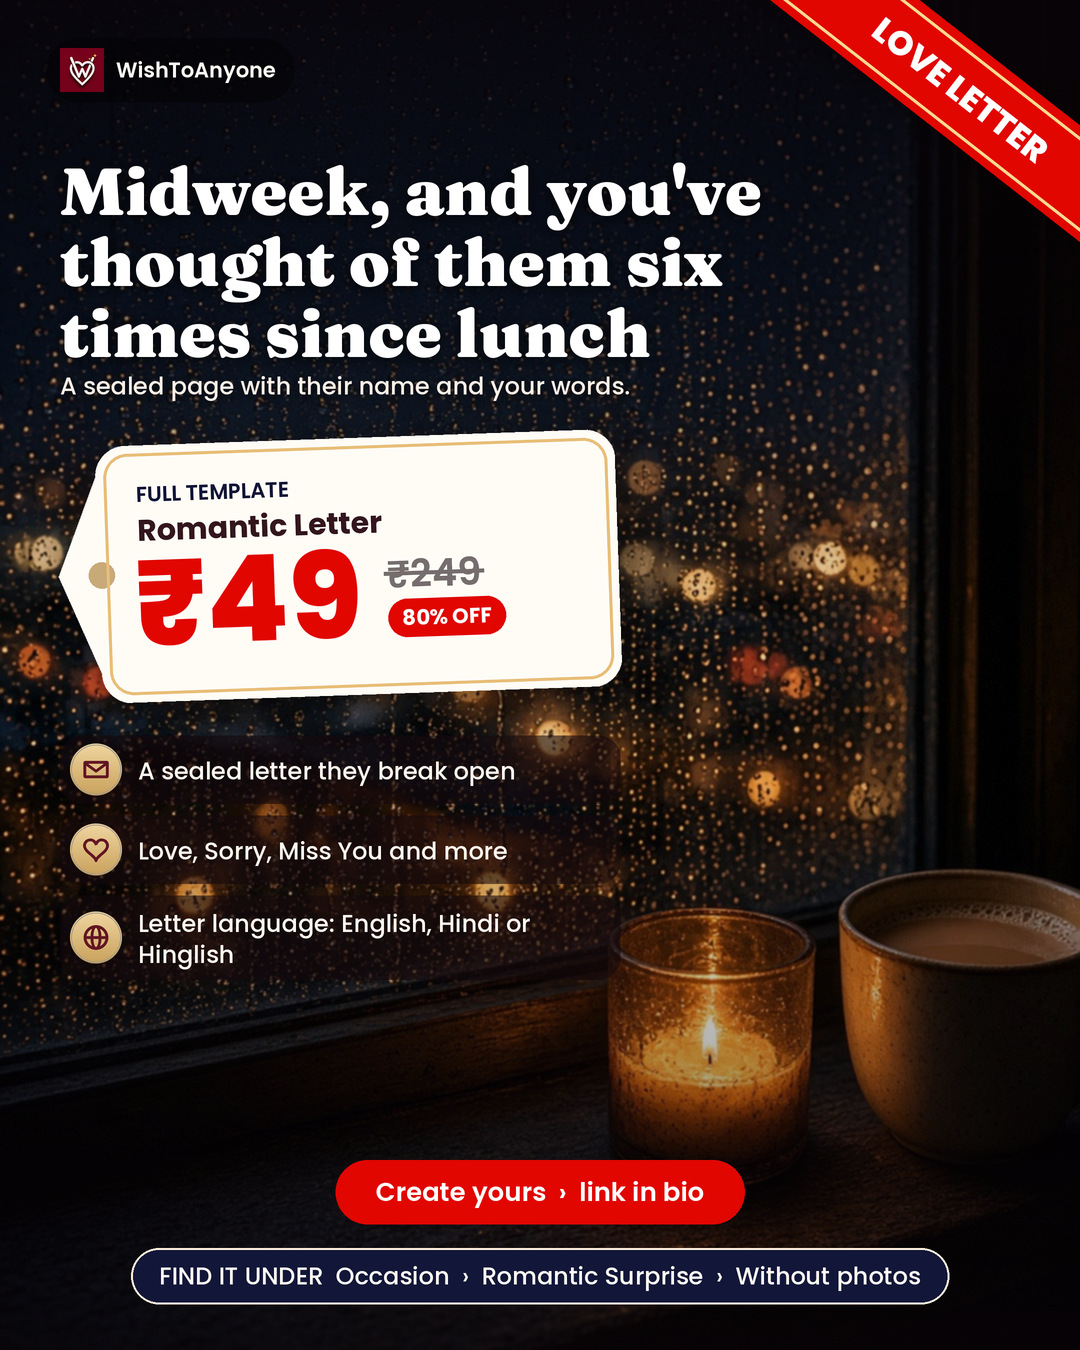 WishToAnyone
LOVE LETTER
Midweek, and you've
thought of them six
times since lunch
A sealed page with their name and your words.
FULL TEMPLATE
Romantic Letter
₹49 ₹249
80% OFF
A sealed letter they break open
Love, Sorry, Miss You and more
Letter language: English, Hindi or
Hinglish
Create yours › link in bio
FIND IT UNDER Occasion › Romantic Surprise › Without photos